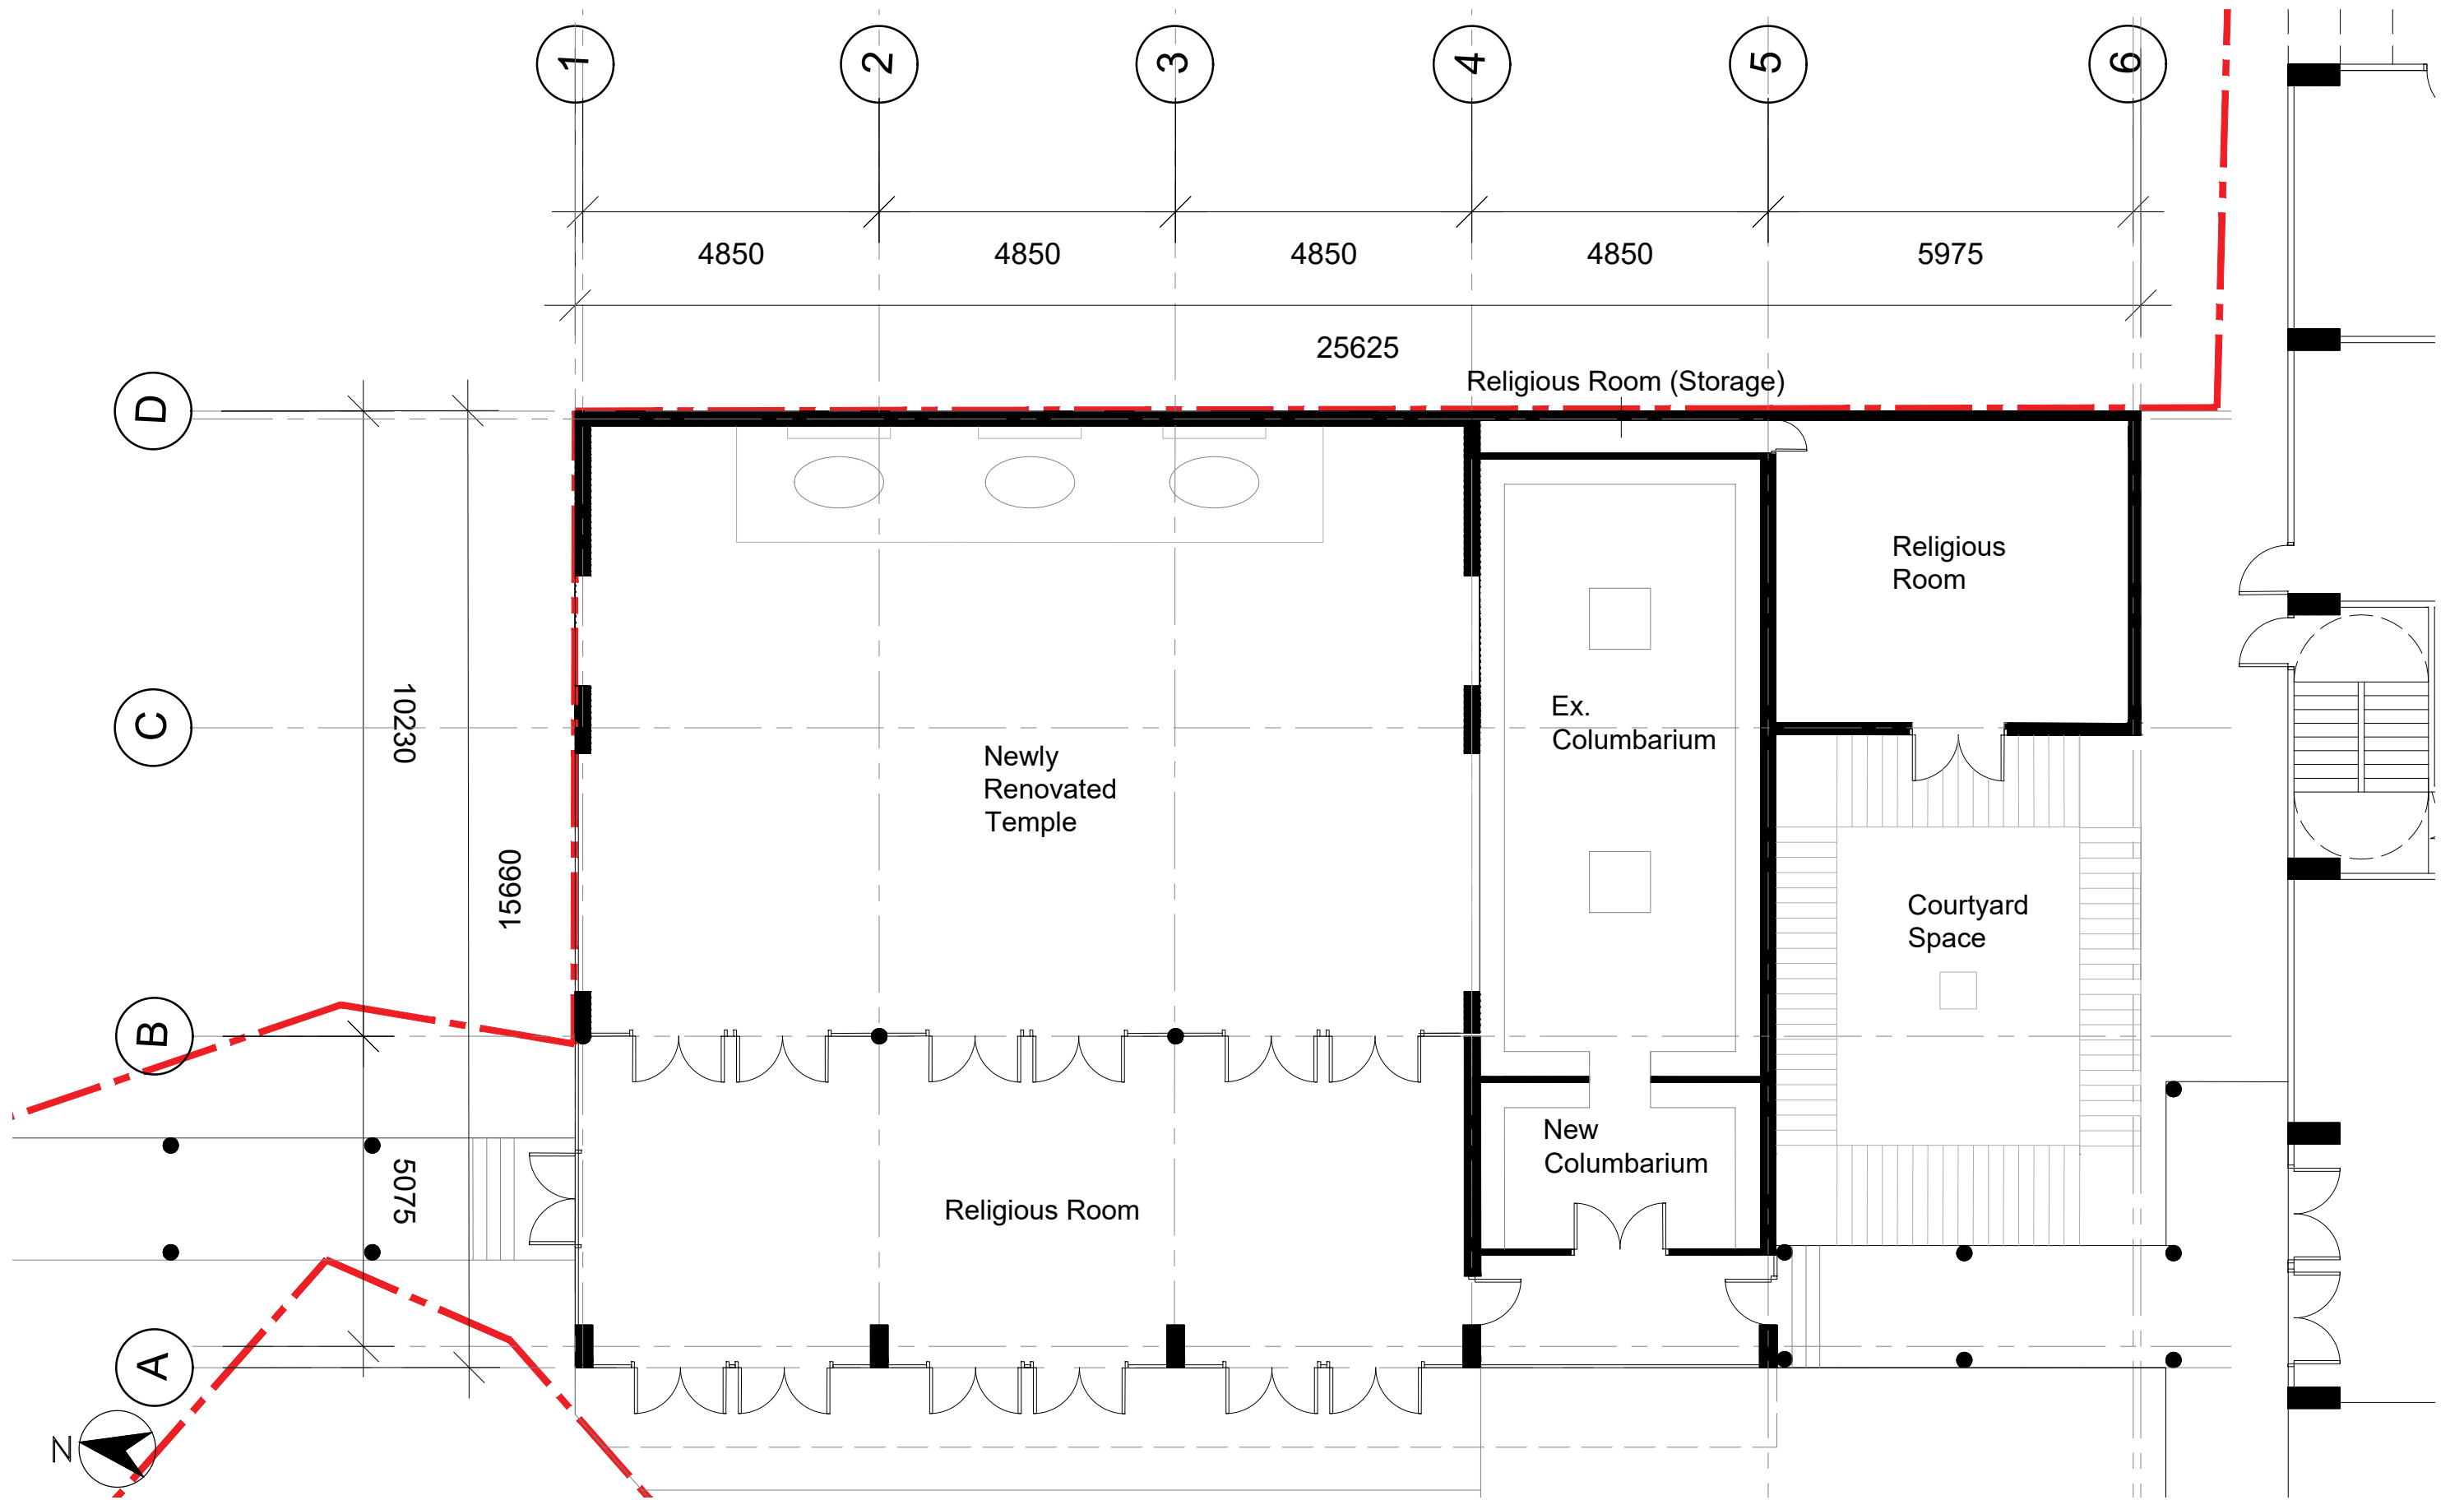 1 2 3 4 5 6
4850 4850 4850 4850 5975
25625
Religious Room (Storage)
D
C
B
A
10230
15660
5075
Religious
Room
Ex.
Columbarium
Newly
Renovated
Temple
Courtyard
Space
New
Columbarium
Religious Room
N